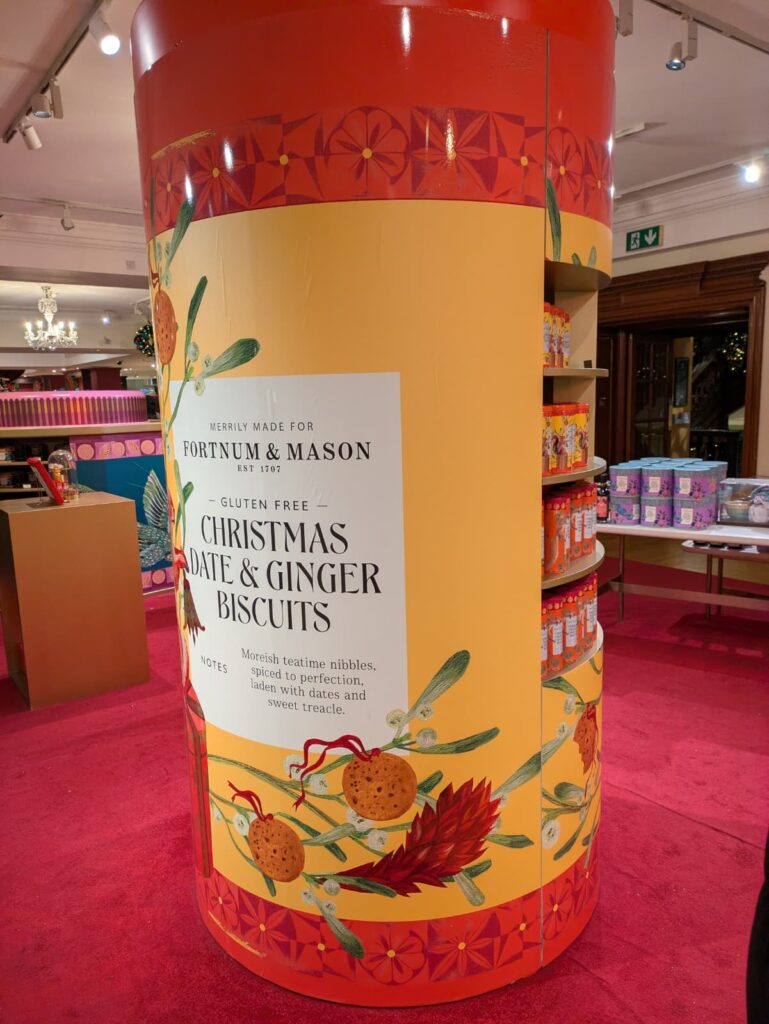 MERRILY MADE FOR
FORTNUM & MASON
EST 1707
— GLUTEN FREE —
CHRISTMAS
DATE & GINGER
BISCUITS
NOTES
Moreish teatime nibbles,
spiced to perfection,
laden with dates and
sweet treacle.